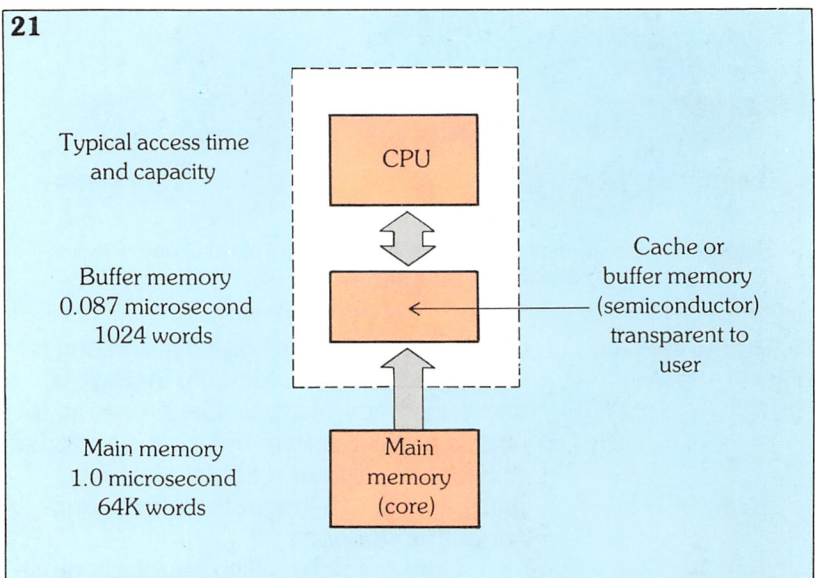 21
Typical access time
and capacity
CPU
Buffer memory
0.087 microsecond
1024 words
Cache or
buffer memory
(semiconductor)
transparent to
user
Main memory
1.0 microsecond
64K words
Main
memory
(core)